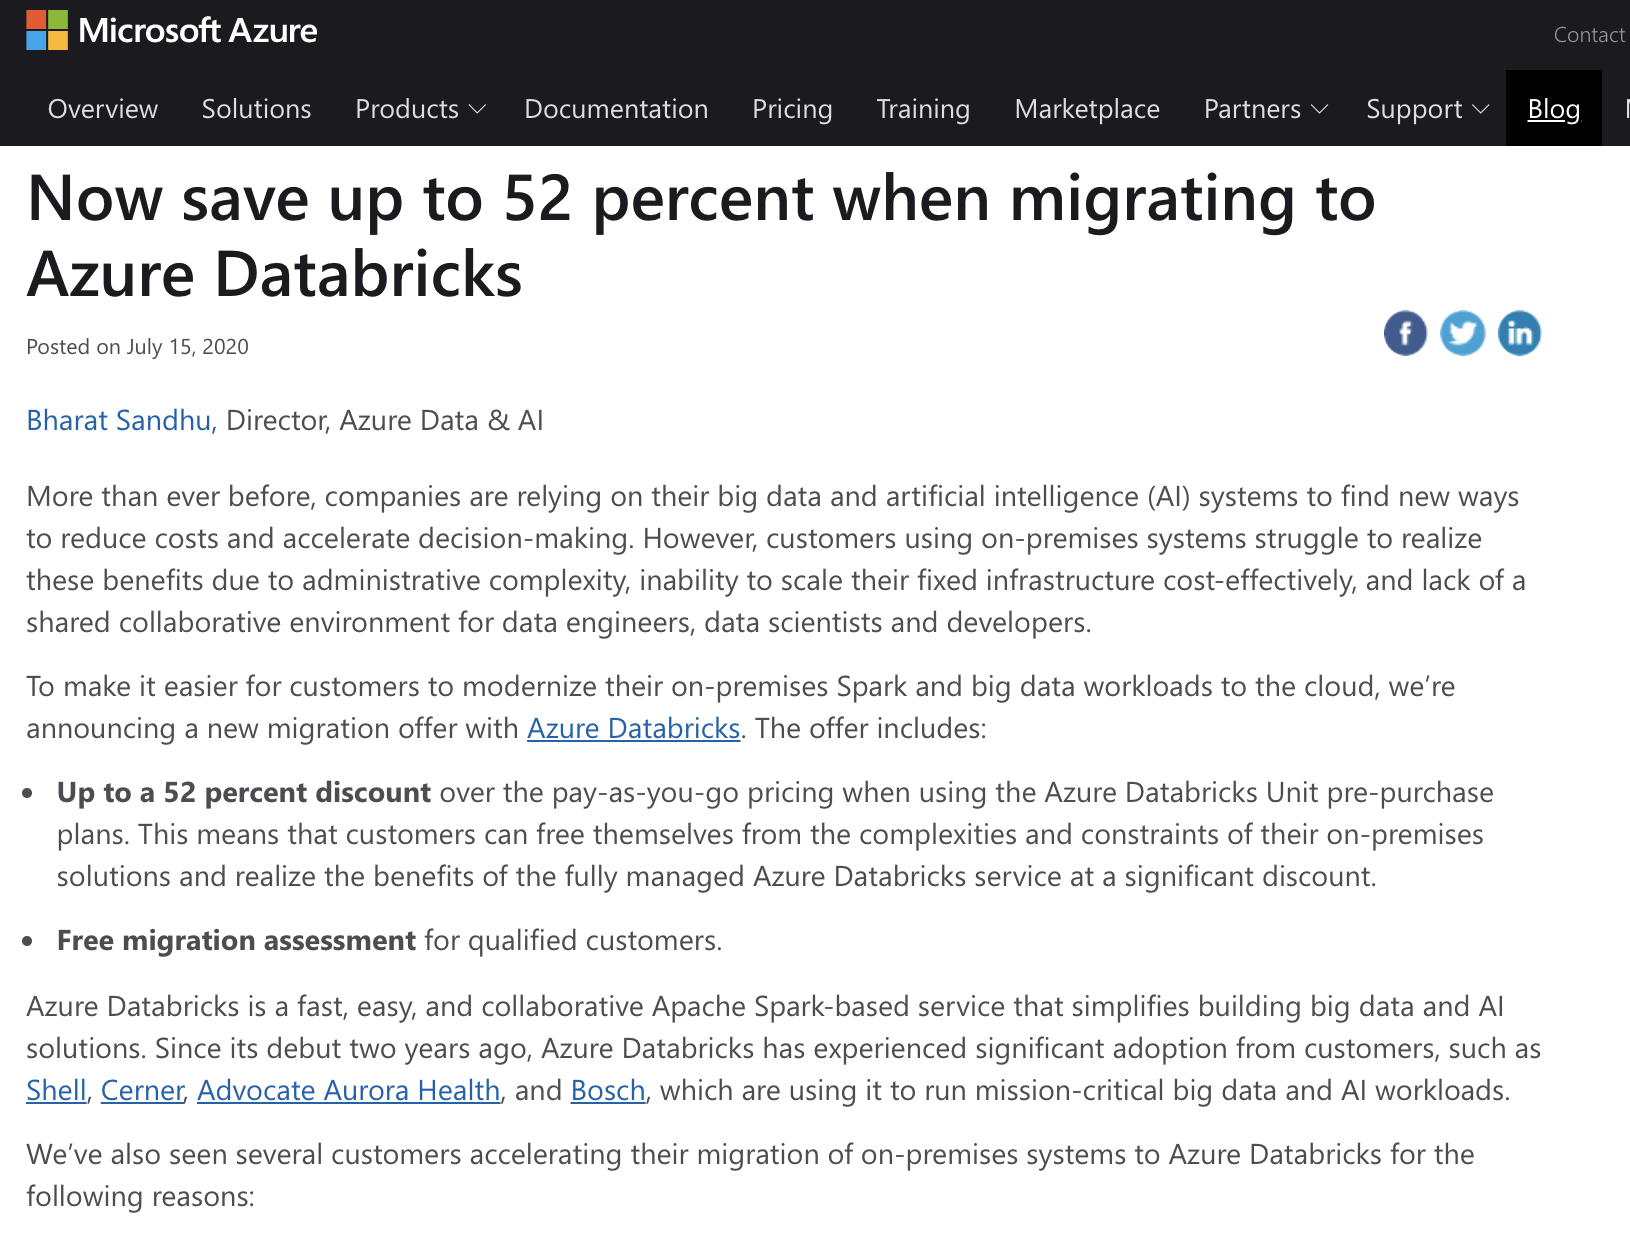 Microsoft Azure
Contact
Overview Solutions Products Documentation Pricing Training Marketplace Partners Support Blog
Now save up to 52 percent when migrating to
Azure Databricks
Posted on July 15, 2020
Bharat Sandhu, Director, Azure Data & AI
More than ever before, companies are relying on their big data and artificial intelligence (AI) systems to find new ways
to reduce costs and accelerate decision-making. However, customers using on-premises systems struggle to realize
these benefits due to administrative complexity, inability to scale their fixed infrastructure cost-effectively, and lack of a
shared collaborative environment for data engineers, data scientists and developers.
To make it easier for customers to modernize their on-premises Spark and big data workloads to the cloud, we’re
announcing a new migration offer with Azure Databricks. The offer includes:
• Up to a 52 percent discount over the pay-as-you-go pricing when using the Azure Databricks Unit pre-purchase
plans. This means that customers can free themselves from the complexities and constraints of their on-premises
solutions and realize the benefits of the fully managed Azure Databricks service at a significant discount.
• Free migration assessment for qualified customers.
Azure Databricks is a fast, easy, and collaborative Apache Spark-based service that simplifies building big data and AI
solutions. Since its debut two years ago, Azure Databricks has experienced significant adoption from customers, such as
Shell, Cerner, Advocate Aurora Health, and Bosch, which are using it to run mission-critical big data and AI workloads.
We’ve also seen several customers accelerating their migration of on-premises systems to Azure Databricks for the
following reasons: